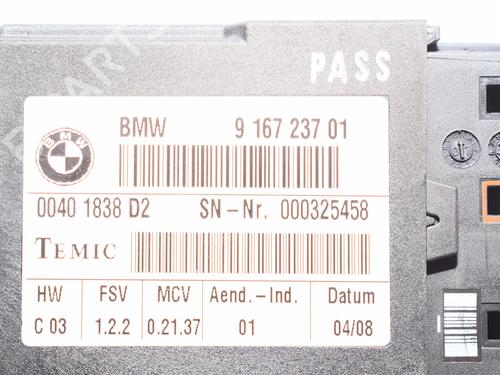 PASS
BMW 9 167 237 01
BMW
0040 1838 D2 SN-Nr. 000325458
TEMIC
HW FSV MCV Aend.-Ind. Datum
C 03 1.2.2 0.21.37 01 04/08